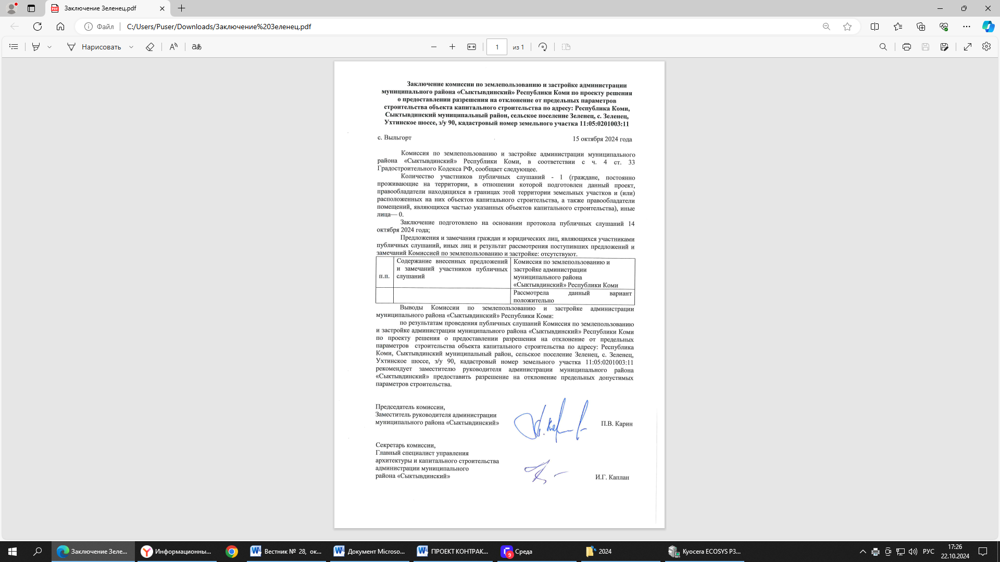 Заключение Зеленец.pdf
Файл
C:/Users/Puser/Downloads/Заключение%20Зеленец.pdf
Нарисовать
1
из 1
Заключение комиссии по землепользованию и застройке администрации
муниципального района «Сыктывдинский» Республики Коми по проекту решения
о предоставлении разрешения на отклонение от предельных параметров
строительства объекта капитального строительства по адресу: Республика Коми,
Сыктывдинский муниципальный район, сельское поселение Зеленец, с. Зеленец,
Ухтинское шоссе, з/у 90, кадастровый номер земельного участка 11:05:0201003:11
с. Выльгорт
15 октября 2024 года
Комиссия по землепользованию и застройке администрации муниципального
района «Сыктывдинский» Республики Коми, в соответствии с ч. 4 ст. 33
Градостроительного Кодекса РФ, сообщает следующее.
Количество участников публичных слушаний - 1 (граждане, постоянно
проживающие на территории, в отношении которой подготовлен данный проект,
правообладатели находящихся в границах этой территории земельных участков и (или)
расположенных на них объектов капитального строительства, а также правообладатели
помещений, являющихся частью указанных объектов капитального строительства), иные
лица— 0.
Заключение подготовлено на основании протокола публичных слушаний 14
октября 2024 года;
Предложения и замечания граждан и юридических лиц, являющихся участниками
публичных слушаний, иных лиц и результат рассмотрения поступивших предложений и
замечаний Комиссией по землепользованию и застройке: отсутствуют.
п.п.
Содержание внесенных предложений
и замечаний участников публичных
слушаний
Комиссия по землепользованию и
застройке администрации
муниципального района
«Сыктывдинский» Республики Коми
Рассмотрела данный вариант
положительно
Выводы Комиссии по землепользованию и застройке администрации
муниципального района «Сыктывдинский» Республики Коми:
по результатам проведения публичных слушаний Комиссия по землепользованию
и застройке администрации муниципального района «Сыктывдинский» Республики Коми
по проекту решения о предоставлении разрешения на отклонение от предельных
параметров строительства объекта капитального строительства по адресу: Республика
Коми, Сыктывдинский муниципальный район, сельское поселение Зеленец, с. Зеленец,
Ухтинское шоссе, з/у 90, кадастровый номер земельного участка 11:05:0201003:11
рекомендует заместителю руководителя администрации муниципального района
«Сыктывдинский» предоставить разрешение на отклонение предельных допустимых
параметров строительства.
Председатель комиссии,
Заместитель руководителя администрации
муниципального района «Сыктывдинский»
П.В. Карин
Секретарь комиссии,
Главный специалист управления
архитектуры и капитального строительства
администрации муниципального
района «Сыктывдинский»
И.Г. Каплан
Заключение Зеле...
Информационны...
Вестник № 28, ок...
Документ Microso...
ПРОЕКТ КОНТРАК...
9
Среда
2024
Kyocera ECOSYS P3...
РУС
17:26
22.10.2024